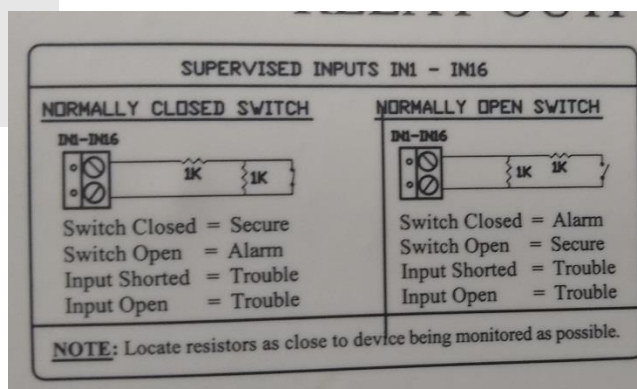 SUPERVISED INPUTS IN1 - IN16
NORMALLY CLOSED SWITCH
IN1-IN16
1K
1K
Switch Closed = Secure
Switch Open = Alarm
Input Shorted = Trouble
Input Open = Trouble
NORMALLY OPEN SWITCH
IN1-IN16
1K
1K
Switch Closed = Alarm
Switch Open = Secure
Input Shorted = Trouble
Input Open = Trouble
NOTE: Locate resistors as close to device being monitored as possible.